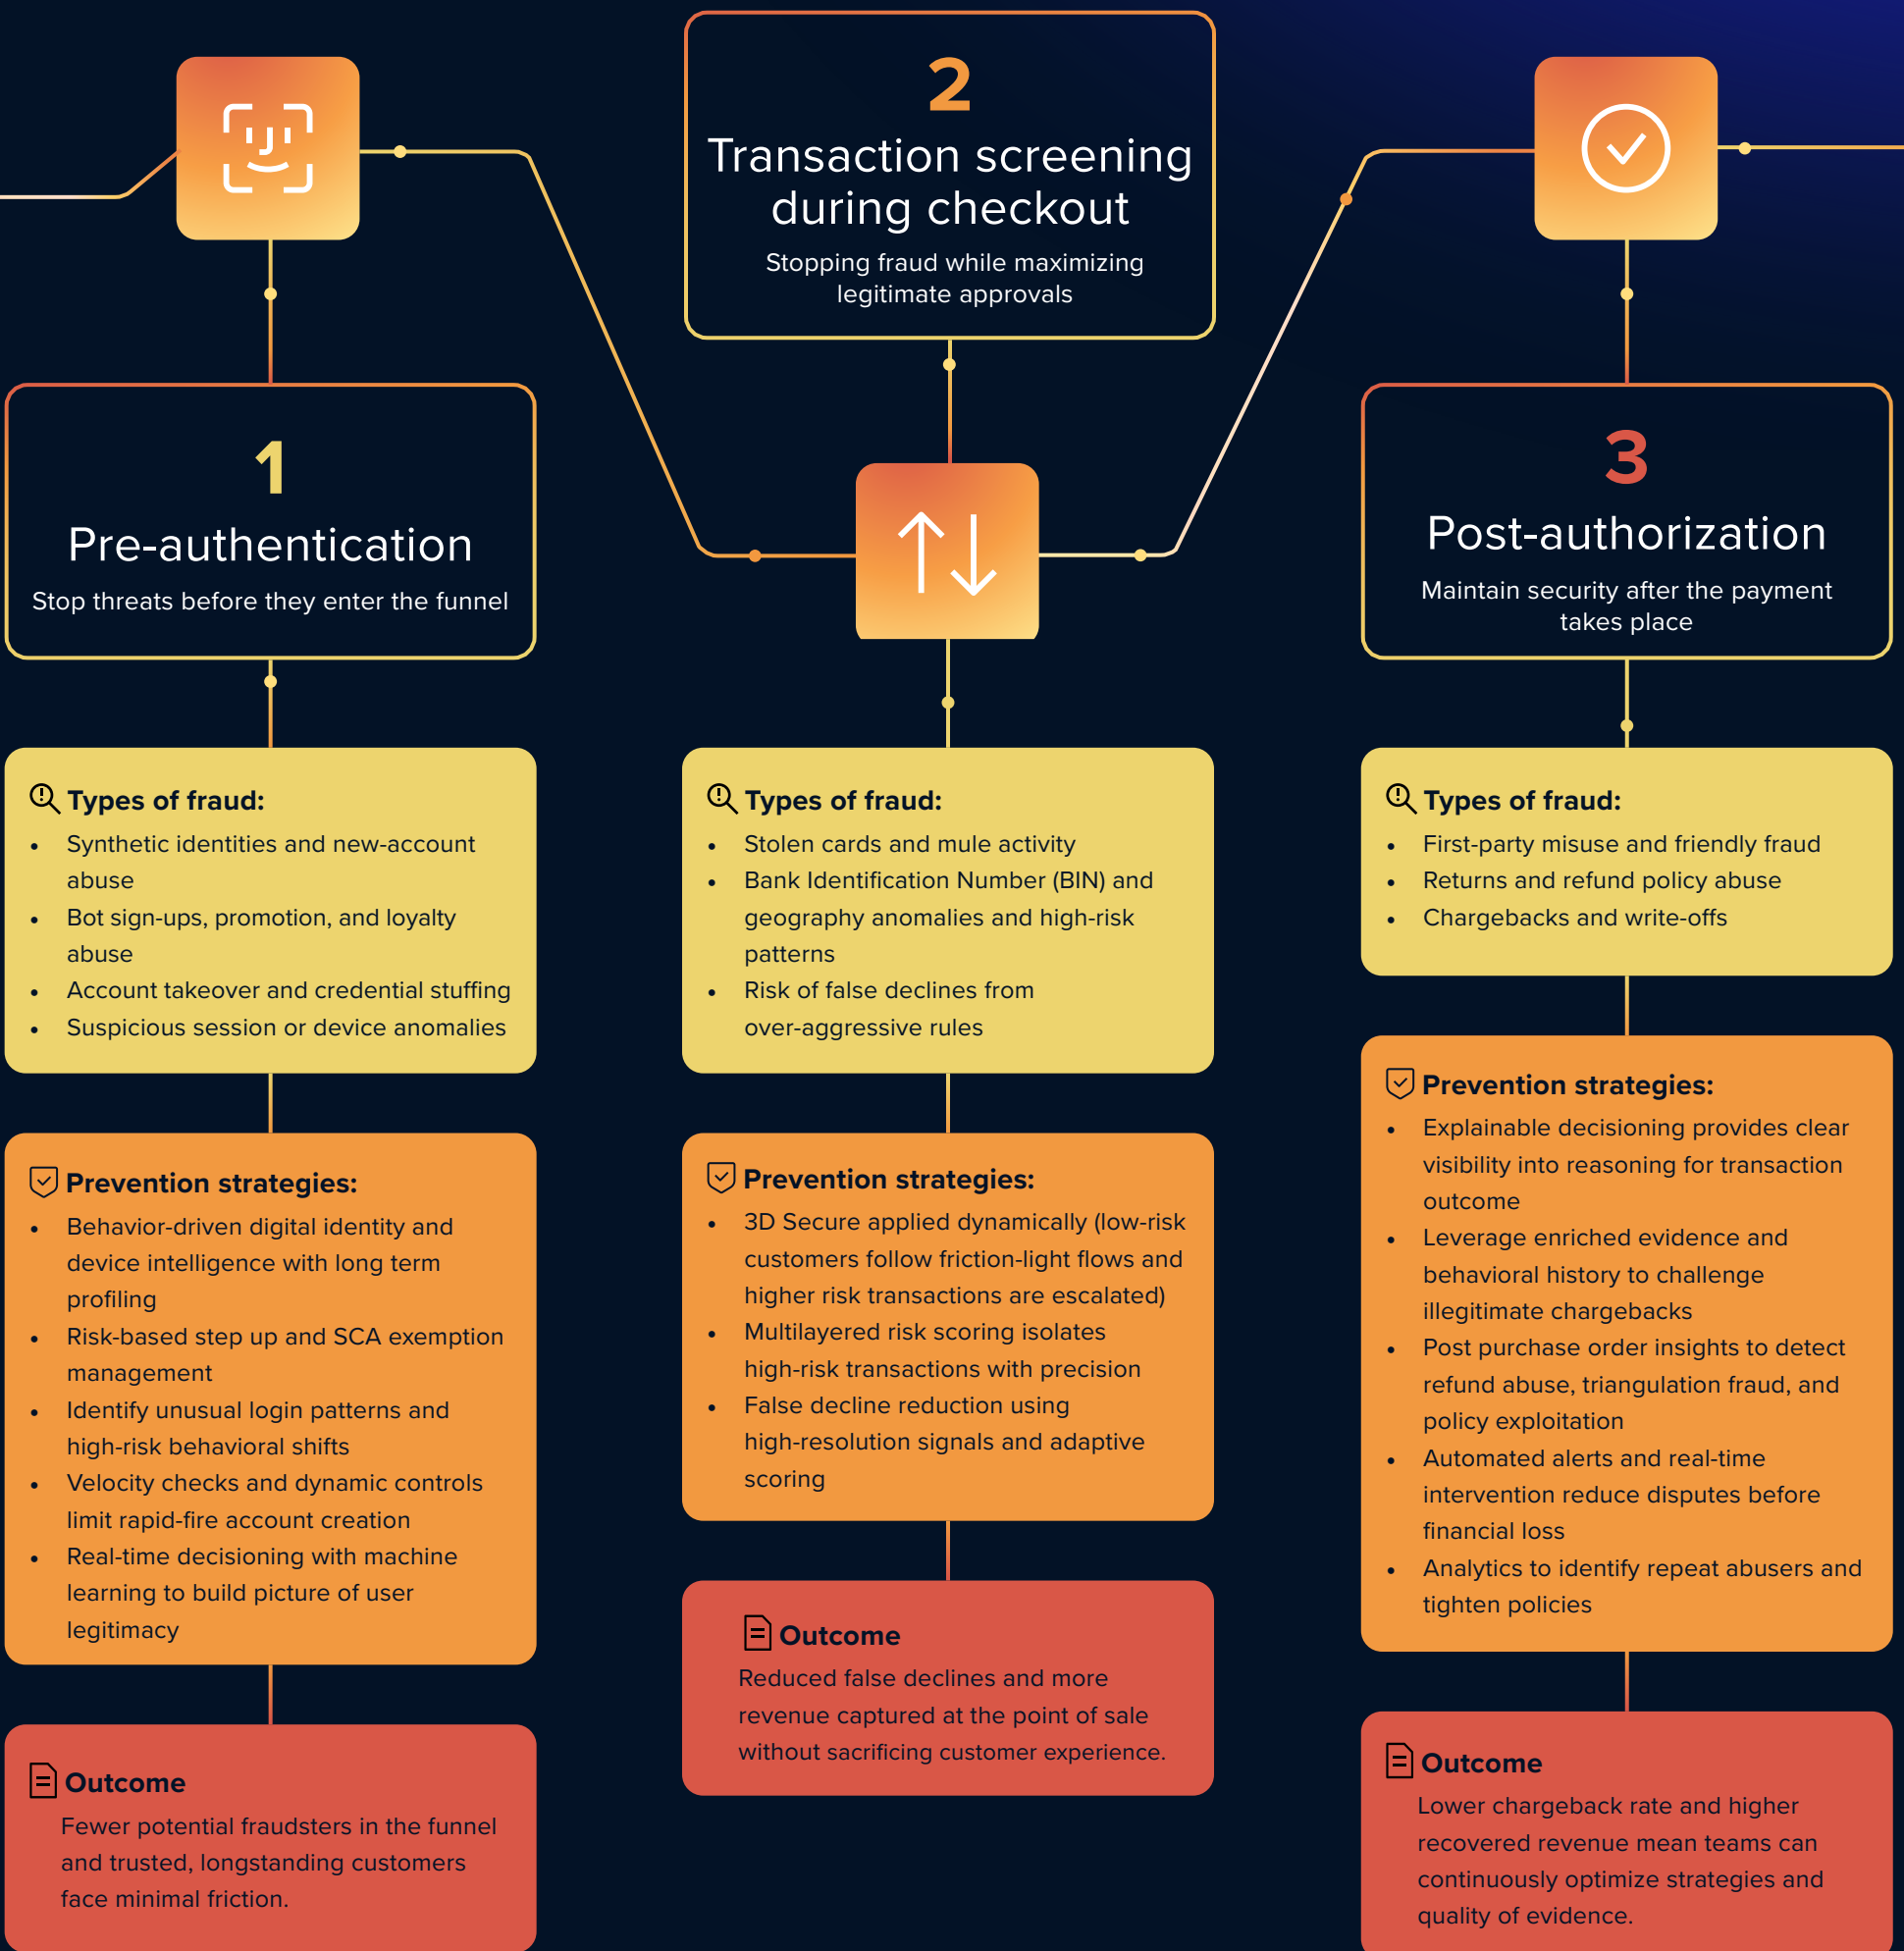 1
Pre-authentication
Stop threats before they enter the funnel
Types of fraud:
• Synthetic identities and new-account
abuse
• Bot sign-ups, promotion, and loyalty
abuse
• Account takeover and credential stuffing
• Suspicious session or device anomalies
Prevention strategies:
• Behavior-driven digital identity and
device intelligence with long term
profiling
• Risk-based step up and SCA exemption
management
• Identify unusual login patterns and
high-risk behavioral shifts
• Velocity checks and dynamic controls
limit rapid-fire account creation
• Real-time decisioning with machine
learning to build picture of user
legitimacy
Outcome
Fewer potential fraudsters in the funnel
and trusted, longstanding customers
face minimal friction.
2
Transaction screening
during checkout
Stopping fraud while maximizing
legitimate approvals
Types of fraud:
• Stolen cards and mule activity
• Bank Identification Number (BIN) and
geography anomalies and high-risk
patterns
• Risk of false declines from
over-aggressive rules
Prevention strategies:
• 3D Secure applied dynamically (low-risk
customers follow friction-light flows and
higher risk transactions are escalated)
• Multilayered risk scoring isolates
high-risk transactions with precision
• False decline reduction using
high-resolution signals and adaptive
scoring
Outcome
Reduced false declines and more
revenue captured at the point of sale
without sacrificing customer experience.
3
Post-authorization
Maintain security after the payment
takes place
Types of fraud:
• First-party misuse and friendly fraud
• Returns and refund policy abuse
• Chargebacks and write-offs
Prevention strategies:
• Explainable decisioning provides clear
visibility into reasoning for transaction
outcome
• Leverage enriched evidence and
behavioral history to challenge
illegitimate chargebacks
• Post purchase order insights to detect
refund abuse, triangulation fraud, and
policy exploitation
• Automated alerts and real-time
intervention reduce disputes before
financial loss
• Analytics to identify repeat abusers and
tighten policies
Outcome
Lower chargeback rate and higher
recovered revenue mean teams can
continuously optimize strategies and
quality of evidence.